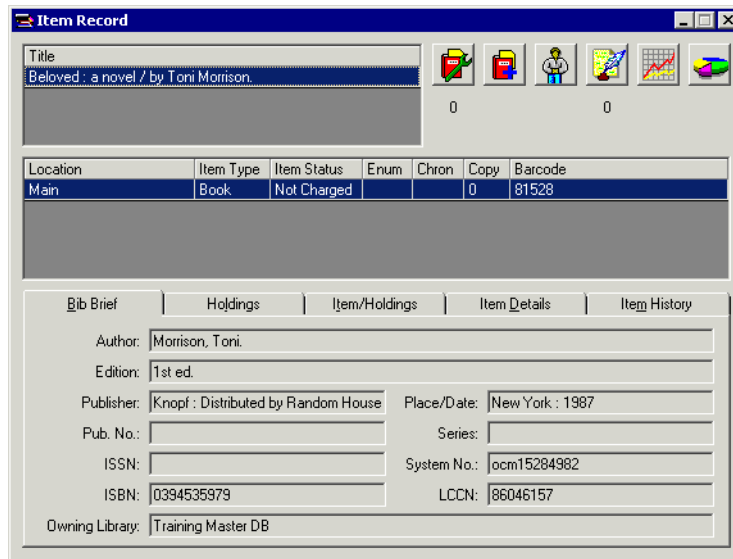 Item Record
Title
Beloved : a novel / by Toni Morrison.
0 0
Location Item Type Item Status Enum Chron Copy Barcode
Main Book Not Charged 0 81528
Bib Brief Holdings Item/Holdings Item Details Item History
Author: Morrison, Toni.
Edition: 1st ed.
Publisher: Knopf : Distributed by Random House Place/Date: New York : 1987
Pub. No.: Series:
ISSN: System No.: ocm15284982
ISBN: 0394535979 LCCN: 86046157
Owning Library: Training Master DB